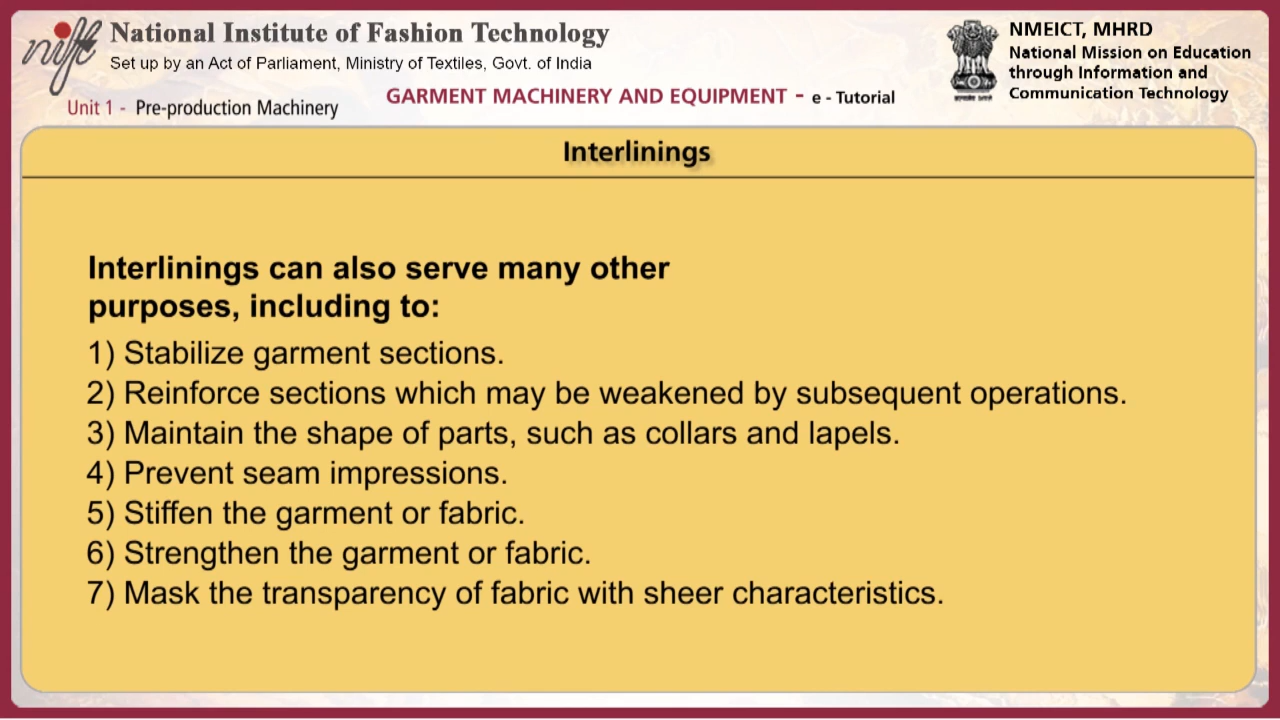 nift National Institute of Fashion Technology
Set up by an Act of Parliament, Ministry of Textiles, Govt. of India
Unit 1 - Pre-production Machinery
GARMENT MACHINERY AND EQUIPMENT - e - Tutorial
NMEICT, MHRD
National Mission on Education
through Information and
Communication Technology
Interlinings
Interlinings can also serve many other
purposes, including to:
1) Stabilize garment sections.
2) Reinforce sections which may be weakened by subsequent operations.
3) Maintain the shape of parts, such as collars and lapels.
4) Prevent seam impressions.
5) Stiffen the garment or fabric.
6) Strengthen the garment or fabric.
7) Mask the transparency of fabric with sheer characteristics.